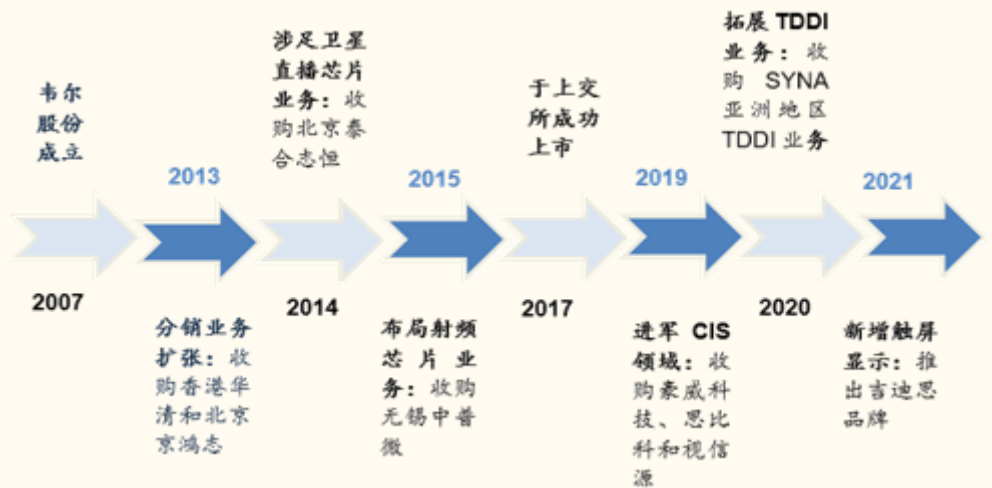 韦尔
股份
成立
2007
2013
分销业务
扩张：收
购香港华
清和北京
京鸿志
涉足卫星
直播芯片
业务：收
购北京泰
合志恒
2014
2015
布局射频
芯片业
务：收购
无锡中普
微
于上交
所成功
上市
2017
2019
进军 CIS
领域：收
购豪威科
技、思比
科和视信
源
拓展 TDDI
业务：收
购 SYNA
亚洲地区
TDDI 业务
2020
2021
新增触屏
显示：推
出吉迪思
品牌